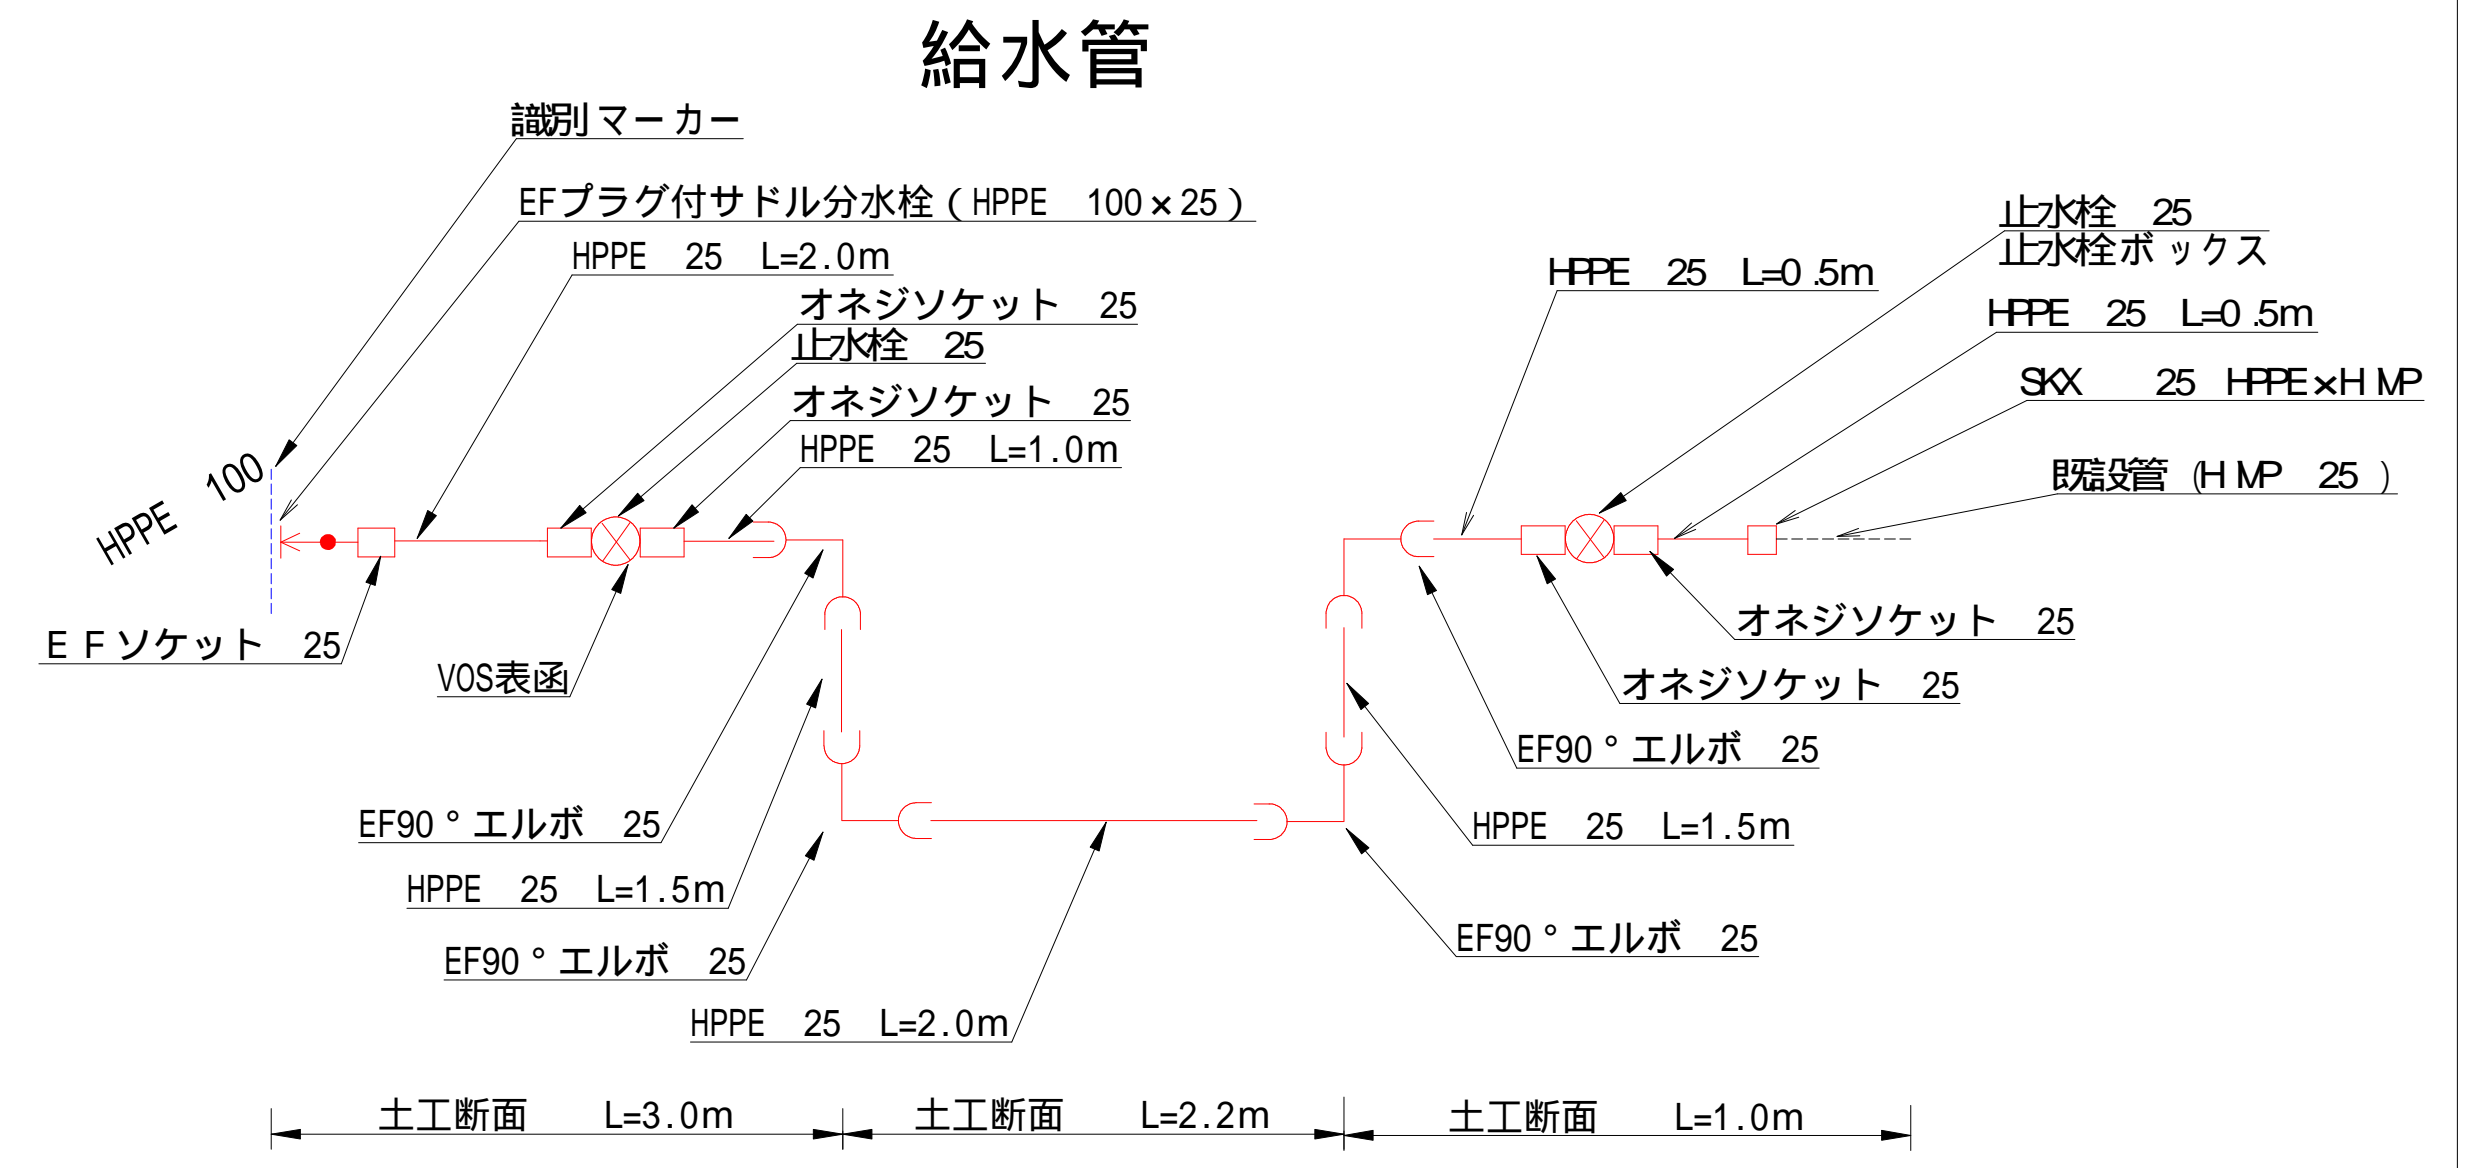 給水管
識別マーカー
EFプラグ付サドル分水栓(HPPE 100×25)
HPPE 25 L=2.0m
オネジソケット 25
止水栓 25
オネジソケット 25
HPPE 25 L=1.0m
HPPE 100
EFソケット 25
VOS表函
EF90°エルボ 25
HPPE 25 L=1.5m
EF90°エルボ 25
HPPE 25 L=2.0m
止水栓 25
止水栓ボックス
HPPE 25 L=0.5m
HPPE 25 L=0.5m
SKX 25 HPPE×HIVP
既設管(HIVP 25)
オネジソケット 25
オネジソケット 25
EF90°エルボ 25
HPPE 25 L=1.5m
EF90°エルボ 25
土工断面 L=3.0m
土工断面 L=2.2m
土工断面 L=1.0m